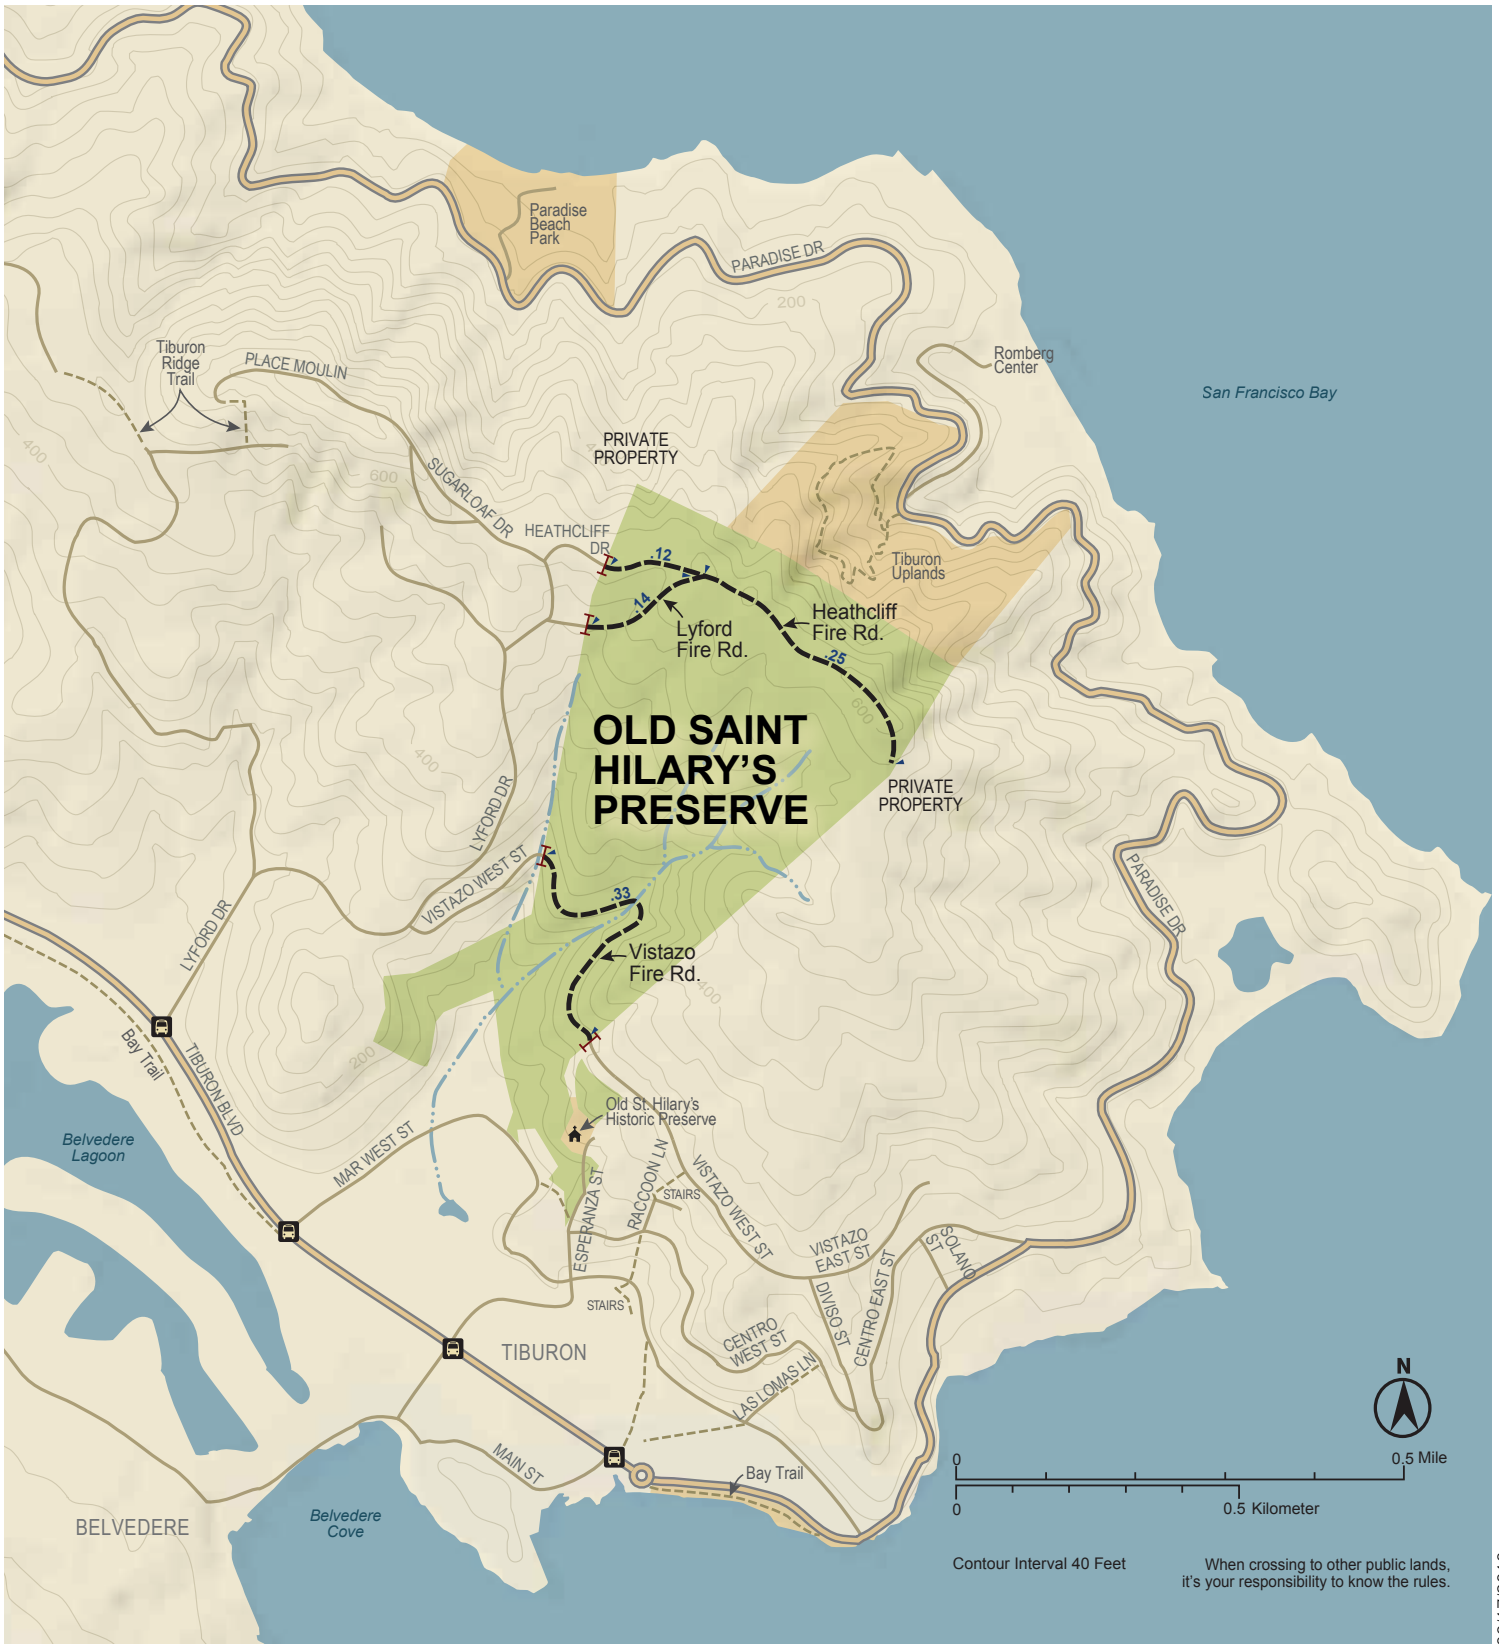 Paradise
Beach
Park
PARADISE DR
200
Romberg
Center
San Francisco Bay
Tiburon
Ridge
Trail
PLACE MOULIN
400
600
SUGARLOAF DR
PRIVATE
PROPERTY
HEATHCLIFF
DR
.12
.14
Lyford
Fire Rd.
Heathcliff
Fire Rd.
.25
Tiburon
Uplands
600
OLD SAINT
HILARY'S
PRESERVE
PRIVATE
PROPERTY
400
LYFORD DR
VISTAZO WEST ST
.33
Vistazo
Fire Rd.
400
PARADISE DR
LYFORD DR
200
Bay Trail
TIBURON BLVD
Belvedere
Lagoon
MAR WEST ST
Old St. Hilary's
Historic Preserve
ESPERANZA ST
RACCOON LN
STAIRS
VISTAZO WEST ST
VISTAZO
EAST ST
SOLANO
ST
DIVISO ST
CENTRO EAST ST
STAIRS
CENTRO
WEST ST
LAS LOMAS LN
TIBURON
MAIN ST
Bay Trail
BELVEDERE
Belvedere
Cove
N
0
0.5 Mile
0
0.5 Kilometer
Contour Interval 40 Feet
When crossing to other public lands,
it's your responsibility to know the rules.